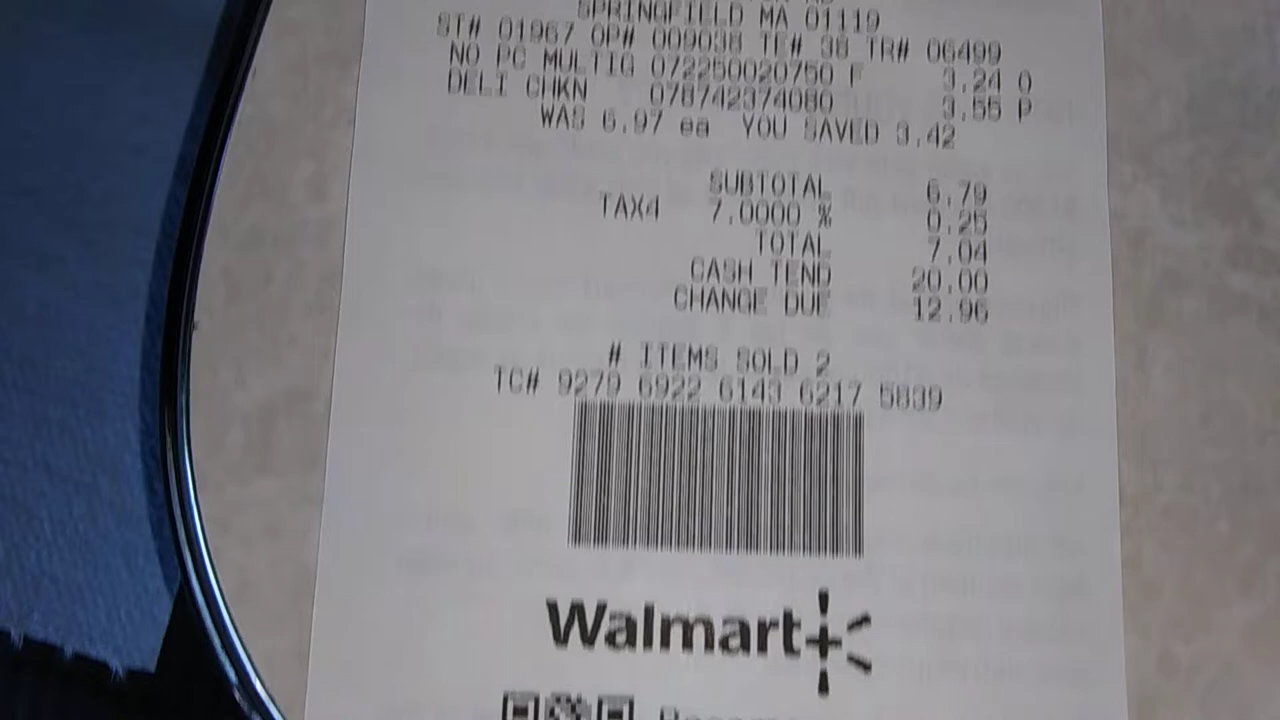 SPRINGFIELD MA 01119
ST# 01967 OP# 009038 TE# 38 TR# 06499
NO PC MULTIG 072250020750 F 3.24 O
DELI CHKN 078742374080 3.55 P
WAS 6.97 ea YOU SAVED 3.42
SUBTOTAL 6.79
TAX4 7.0000 % 0.25
TOTAL 7.04
CASH TEND 20.00
CHANGE DUE 12.96
# ITEMS SOLD 2
TC# 9279 6922 6143 6217 5839
Walmart+